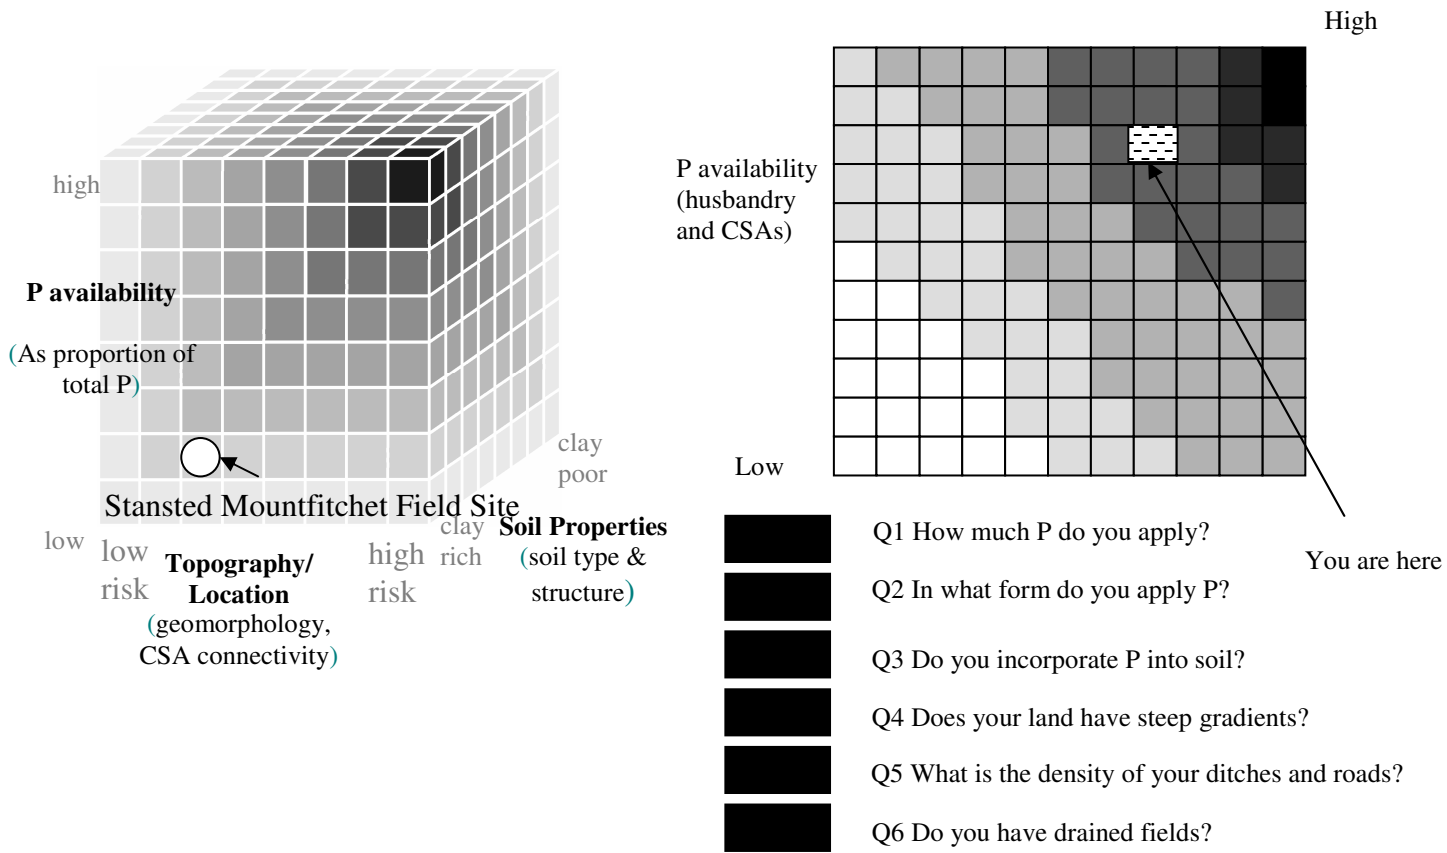 high
P availability
(As proportion of
total P)
Stansted Mountfitchet Field Site
low
low
risk
Topography/
Location
(geomorphology,
CSA connectivity)
high
risk
clay
rich
clay
poor
Soil Properties
(soil type &
structure)
High
P availability
(husbandry
and CSAs)
Low
You are here
Q1 How much P do you apply?
Q2 In what form do you apply P?
Q3 Do you incorporate P into soil?
Q4 Does your land have steep gradients?
Q5 What is the density of your ditches and roads?
Q6 Do you have drained fields?